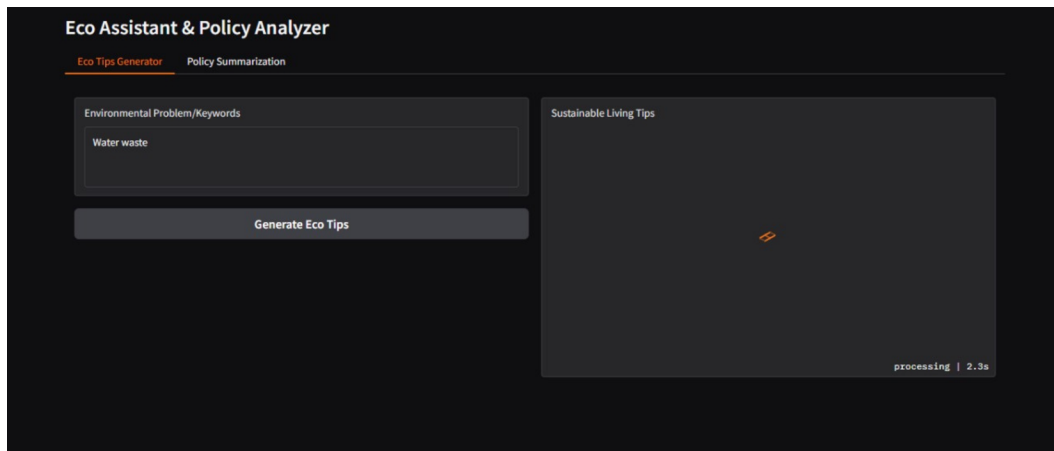 Eco Assistant & Policy Analyzer
Eco Tips Generator
Policy Summarization
Environmental Problem/Keywords
Water waste
Generate Eco Tips
Sustainable Living Tips
processing | 2.3s